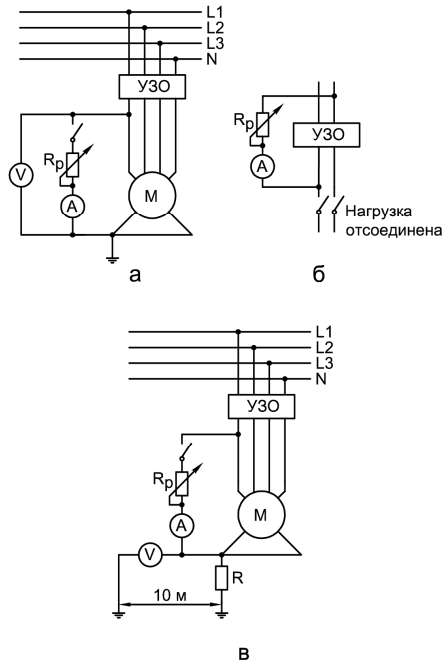 L1
L2
L3
N
УЗО
Rр
V
A
М
а
Rр
УЗО
A
Нагрузка
отсоединена
б
L1
L2
L3
N
УЗО
Rр
A
М
V
R
10 м
в